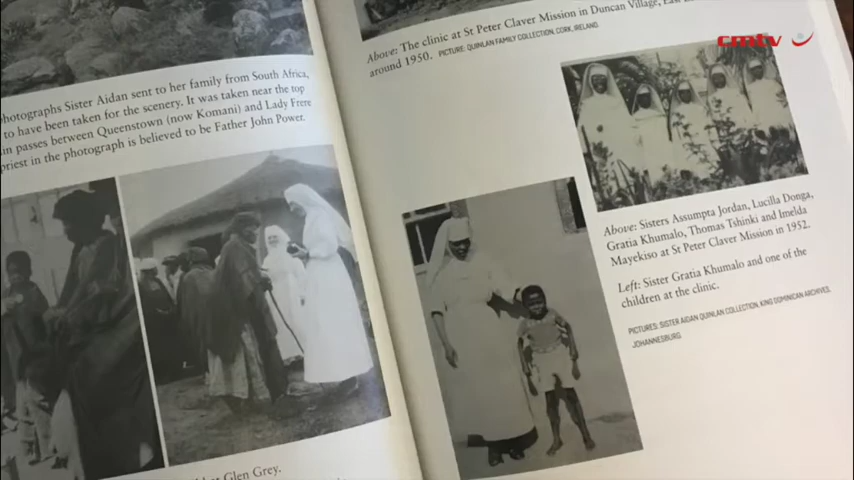 photographs Sister Aidan sent to her family from South Africa,
to have been taken for the scenery. It was taken near the top
passes between Queenstown (now Komani) and Lady Frere
priest in the photograph is believed to be Father John Power.
at Glen Grey.
Above: The clinic at St Peter Claver Mission in Duncan Village,
around 1950. PICTURE: QUINLAN FAMILY COLLECTION, CORK, IRELAND.
cmtv
Above: Sisters Assumpta Jordan, Lucilla Donga,
Gratia Khumalo, Thomas Tshinki and Imelda
Mayekiso at St Peter Claver Mission in 1952.
Left: Sister Gratia Khumalo and one of the
children at the clinic.
PICTURES: SISTER AIDAN QUINLAN COLLECTION, KING DOMINICAN ARCHIVES,
JOHANNESBURG